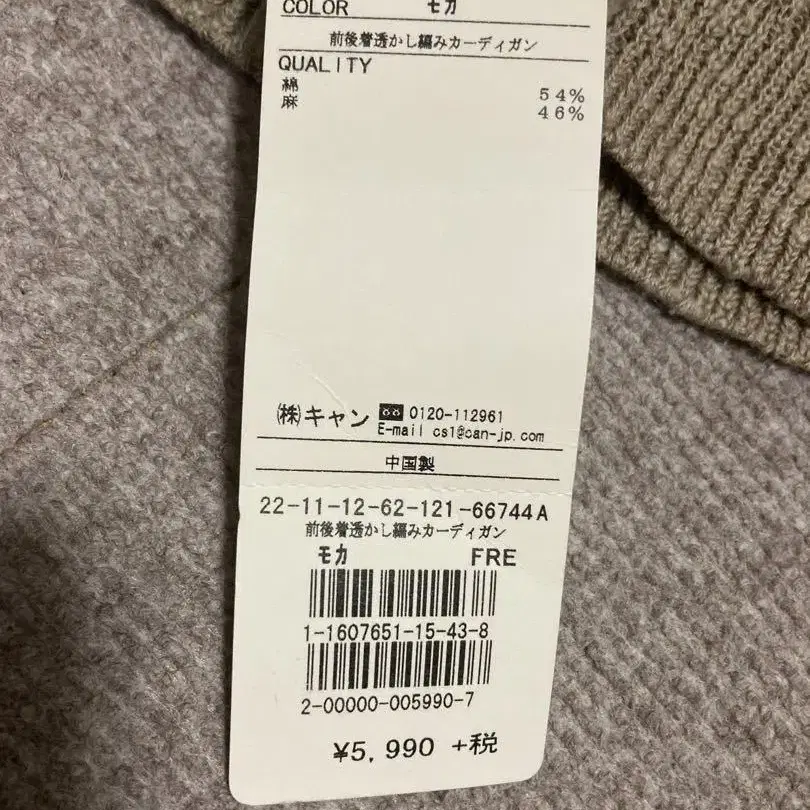 COLOR モカ
前後着透かし編みカーディガン
QUALITY
綿 54%
麻 46%
㈱キャン 0120-112961
E-mail cs1@can-jp.com
中国製
22-11-12-62-121-66744A
前後着透かし編みカーディガン
モカ FRE
1-1607651-15-43-8
2-00000-005990-7
¥5,990 +税